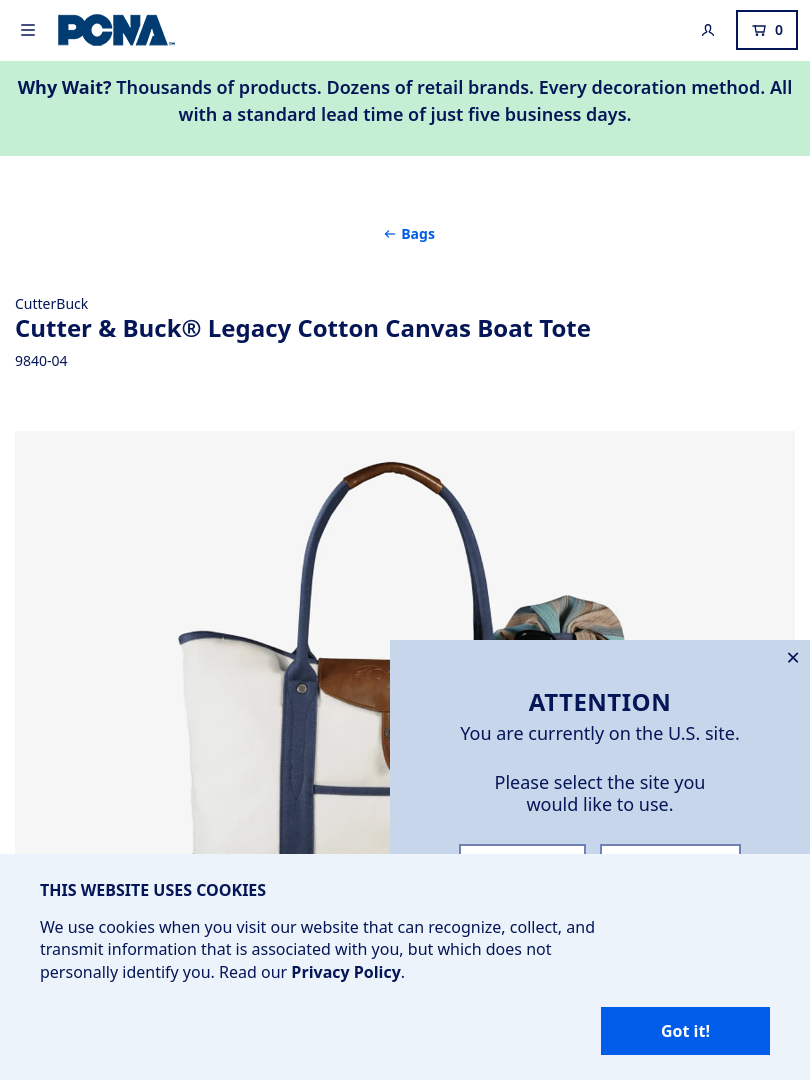 PCNA
0
Why Wait? Thousands of products. Dozens of retail brands. Every decoration method. All
with a standard lead time of just five business days.
← Bags
CutterBuck
Cutter & Buck® Legacy Cotton Canvas Boat Tote
9840-04
ATTENTION
You are currently on the U.S. site.
Please select the site you
would like to use.
THIS WEBSITE USES COOKIES
We use cookies when you visit our website that can recognize, collect, and
transmit information that is associated with you, but which does not
personally identify you. Read our Privacy Policy.
Got it!